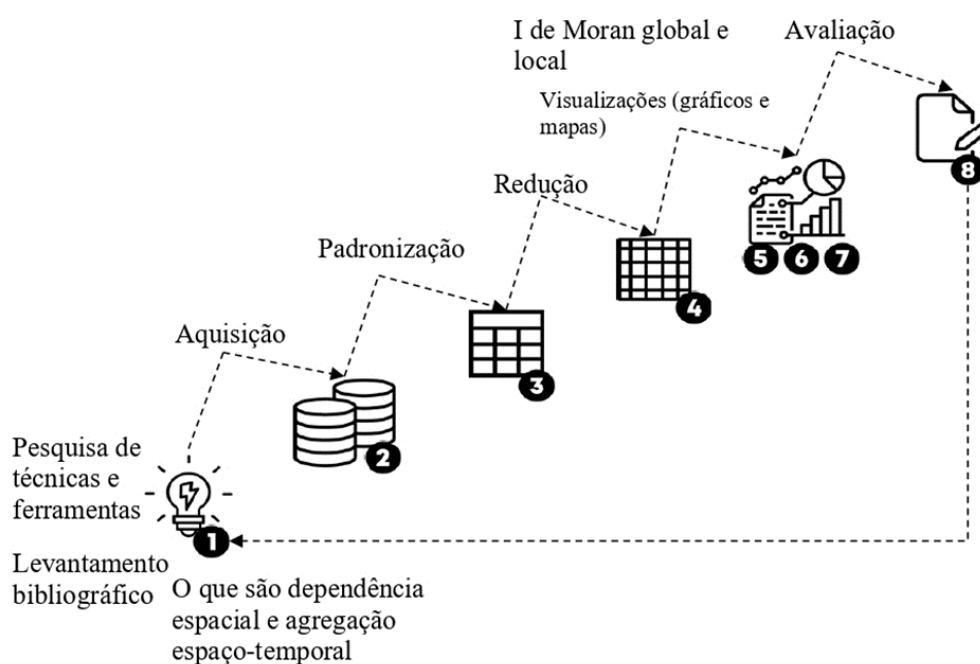 I de Moran global e
local
Avaliação
Visualizações (gráficos e
mapas)
8
Redução
5 6 7
Padronização
4
Aquisição
3
2
Pesquisa de
técnicas e
ferramentas
1
Levantamento
bibliográfico
O que são dependência
espacial e agregação
espaço-temporal